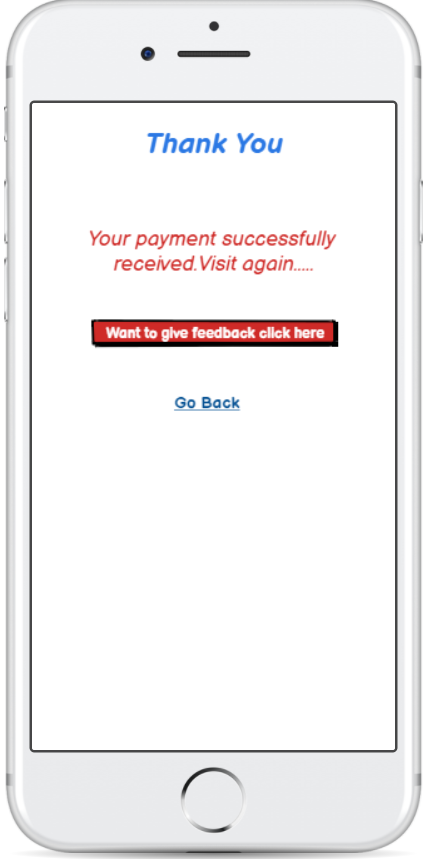 Thank You
Your payment successfully
received.Visit again.....
Want to give feedback click here
Go Back